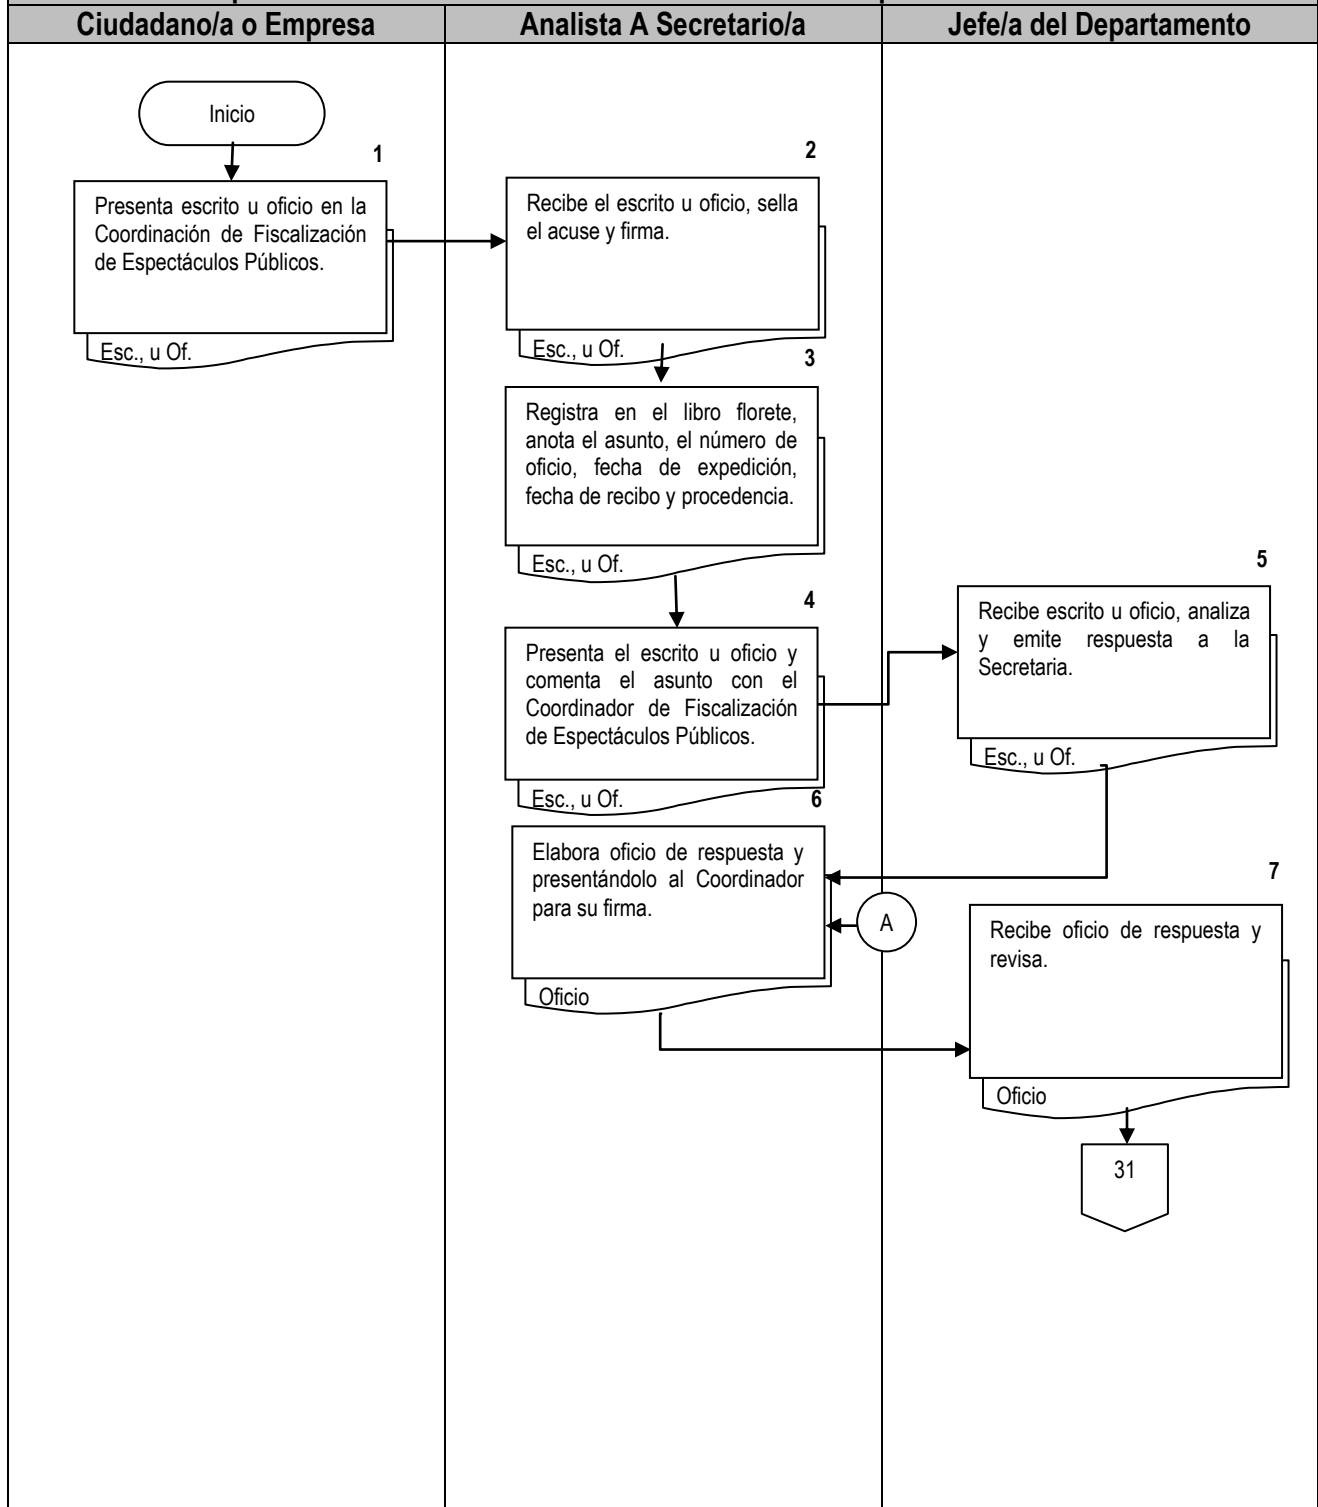 Ciudadano/a o Empresa
Analista A Secretario/a
Jefe/a del Departamento
Inicio
1
Presenta escrito u oficio en la
Coordinación de Fiscalización
de Espectáculos Públicos.
Esc., u Of.
2
Recibe el escrito u oficio, sella
el acuse y firma.
Esc., u Of.
3
Registra en el libro florete,
anota el asunto, el número de
oficio, fecha de expedición,
fecha de recibo y procedencia.
Esc., u Of.
4
Presenta el escrito u oficio y
comenta el asunto con el
Coordinador de Fiscalización
de Espectáculos Públicos.
Esc., u Of.
5
Recibe escrito u oficio, analiza
y emite respuesta a la
Secretaria.
Esc., u Of.
6
Elabora oficio de respuesta y
presentándolo al Coordinador
para su firma.
Oficio
A
7
Recibe oficio de respuesta y
revisa.
Oficio
31